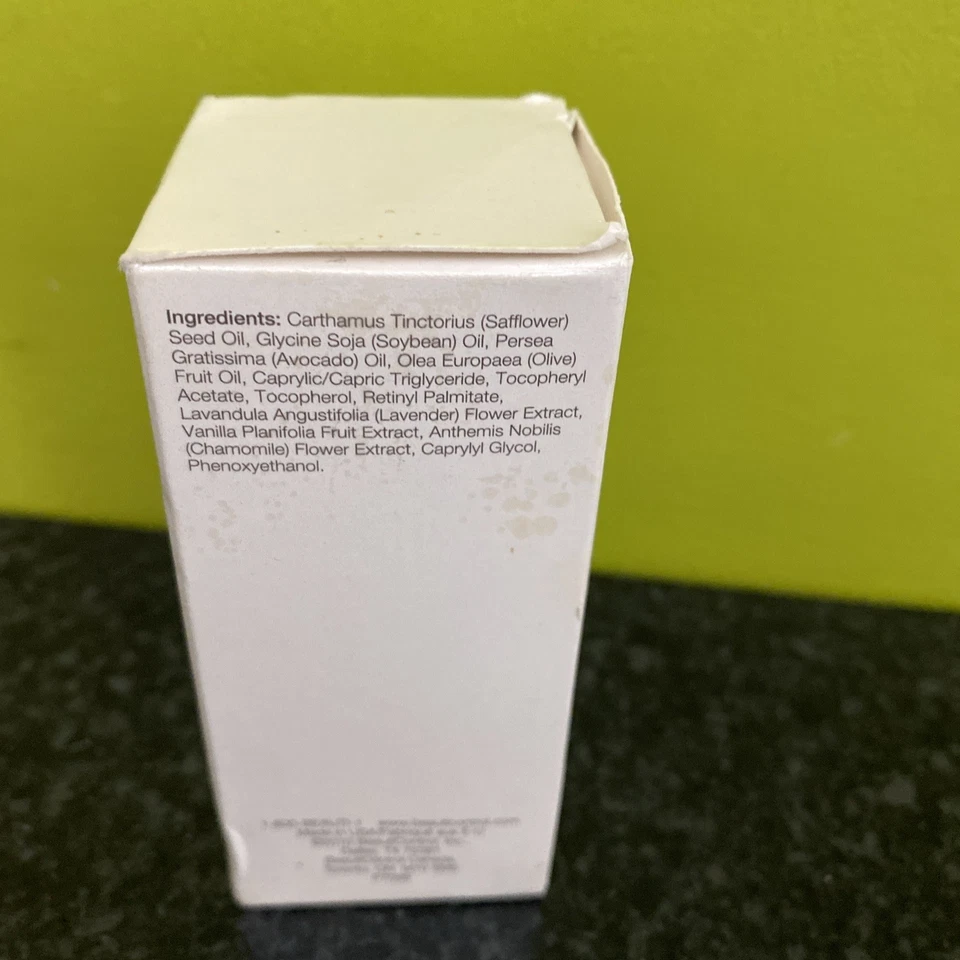 Ingredients: Carthamus Tinctorius (Safflower)
Seed Oil, Glycine Soja (Soybean) Oil, Persea
Gratissima (Avocado) Oil, Olea Europaea (Olive)
Fruit Oil, Caprylic/Capric Triglyceride, Tocopheryl
Acetate, Tocopherol, Retinyl Palmitate,
Lavandula Angustifolia (Lavender) Flower Extract,
Vanilla Planifolia Fruit Extract, Anthemis Nobilis
(Chamomile) Flower Extract, Caprylyl Glycol,
Phenoxyethanol.